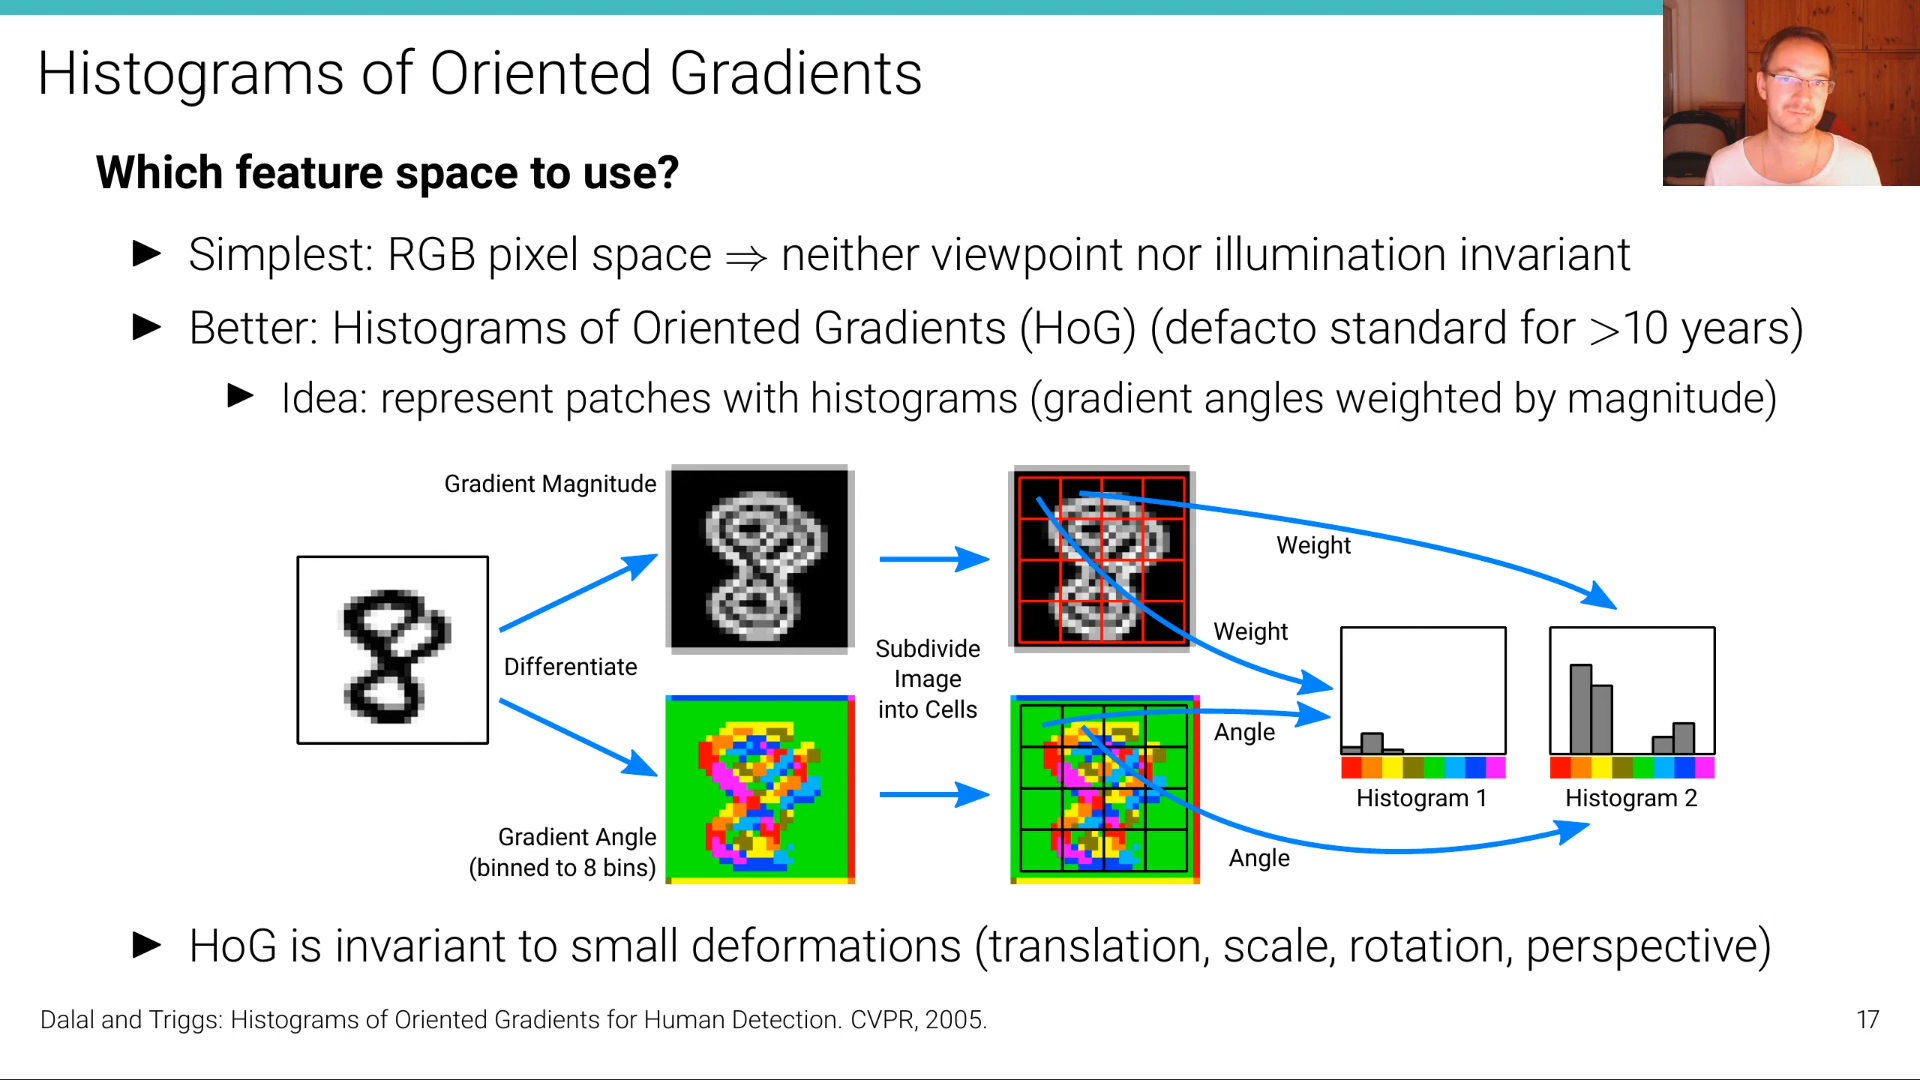 Histograms of Oriented Gradients
Which feature space to use?
► Simplest: RGB pixel space ⇒ neither viewpoint nor illumination invariant
► Better: Histograms of Oriented Gradients (HoG) (defacto standard for >10 years)
► Idea: represent patches with histograms (gradient angles weighted by magnitude)
Gradient Magnitude
Differentiate
Gradient Angle
(binned to 8 bins)
Subdivide
Image
into Cells
Weight
Weight
Angle
Angle
Histogram 1
Histogram 2
► HoG is invariant to small deformations (translation, scale, rotation, perspective)
Dalal and Triggs: Histograms of Oriented Gradients for Human Detection. CVPR, 2005.
17